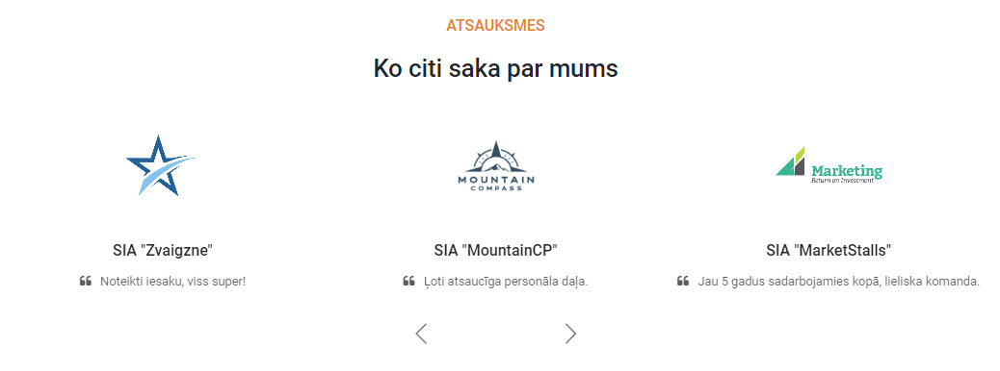 ATSAUKSMES
Ko citi saka par mums
MOUNTAIN
COMPASS
Marketing
Return on Investment
SIA "Zvaigzne"
SIA "MountainCP"
SIA "MarketStalls"
❝ Noteikti iesaku, viss super!
❝ Ļoti atsaucīga personāla daļa.
❝ Jau 5 gadus sadarbojamies kopā, lieliska komanda.